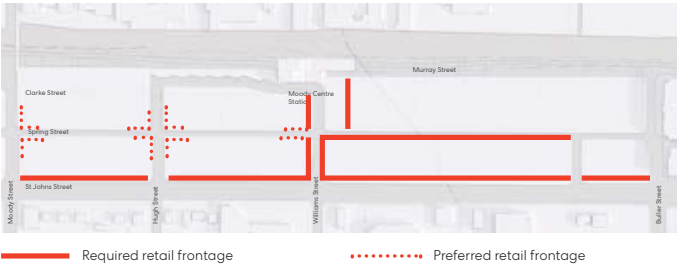 Murray Street
Clarke Street
Moody Centre
Station
Spring Street
St Johns Street
Moody Street
Hugh Street
Williams Street
Buller Street
Required retail frontage
Preferred retail frontage